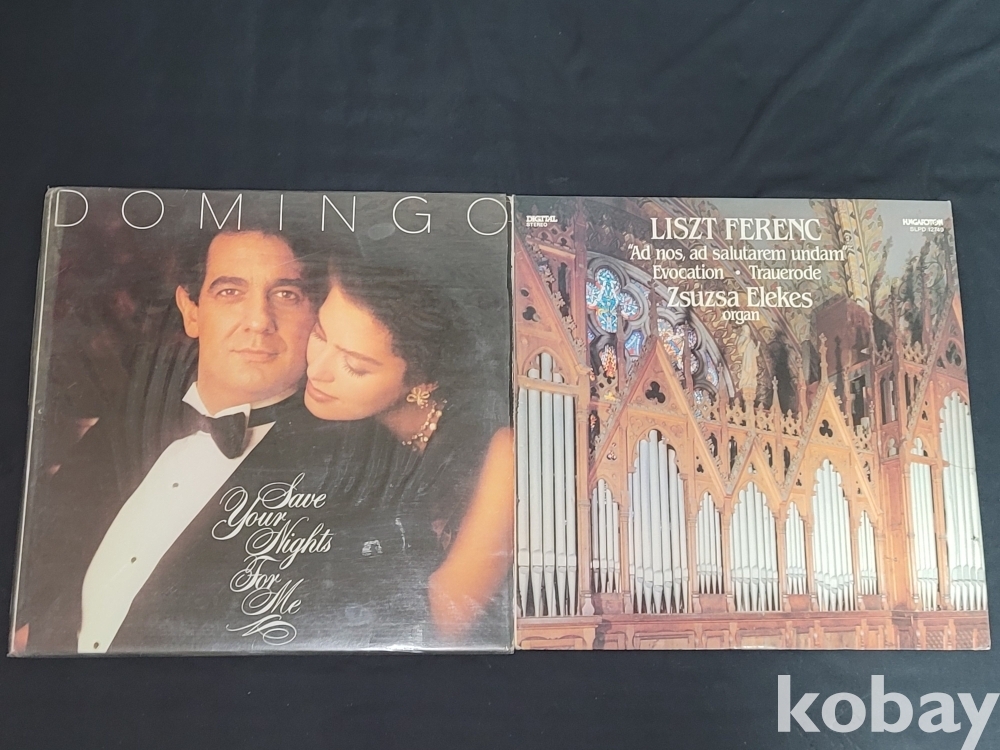 DOMINGO
Save
Your
Nights
For
Me
DIGITAL
STEREO
LISZT FERENC
"Ad nos, ad salutarem undam"
Evocation • Trauerode
Zsuzsa Elekes
organ
HUNGAROTON
kobay